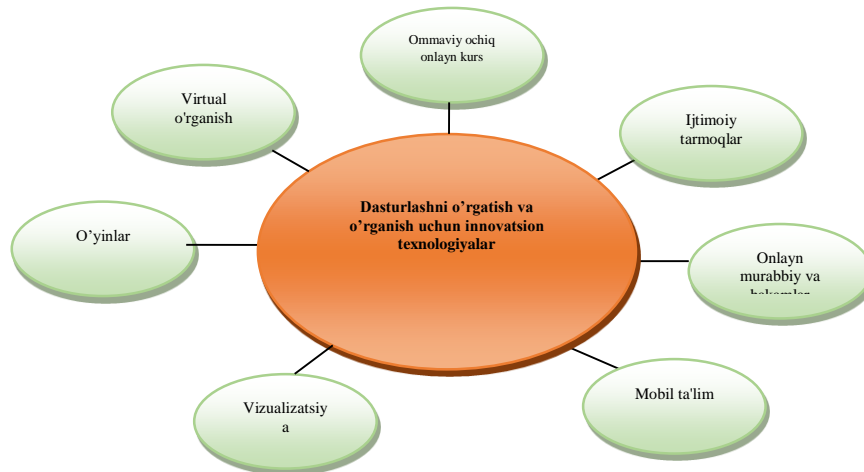 Ommaviy ochiq
onlayn kurs
Virtual
o'rganish
Ijtimoiy
tarmoqlar
Dasturlashni o’rgatish va
o’rganish uchun innovatsion
texnologiyalar
O’yinlar
Onlayn
murabbiy va
Mobil ta'lim
Vizualizatsiy
a